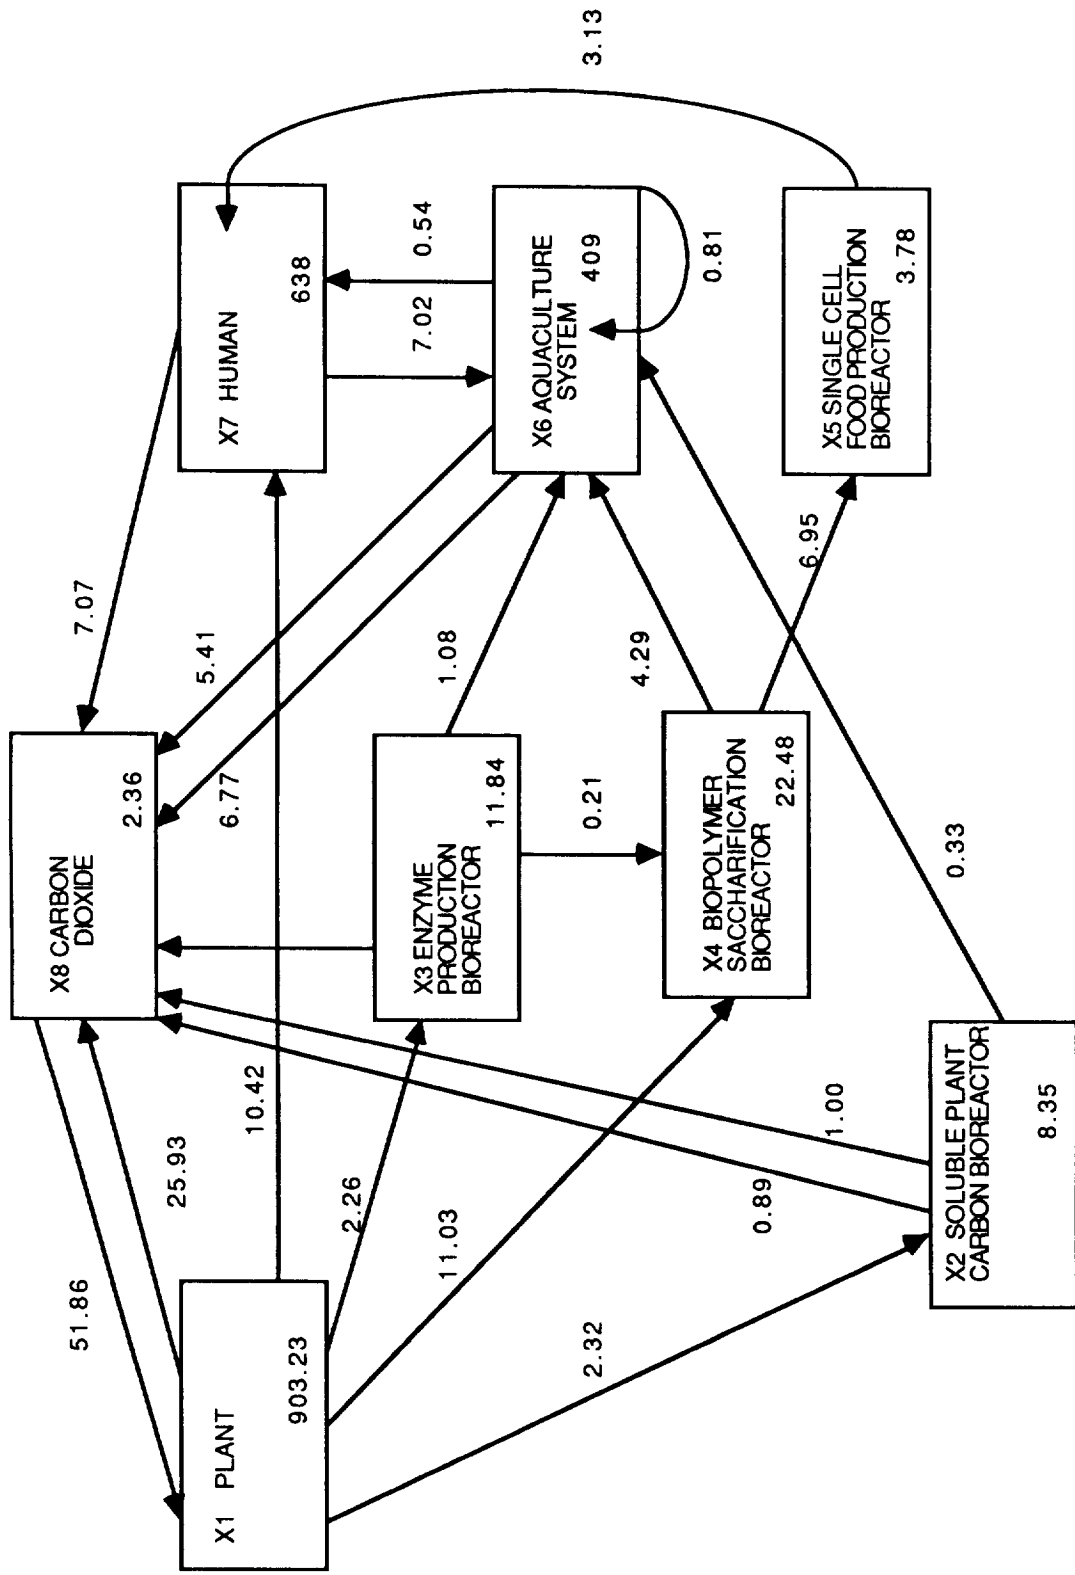 X8 CARBON
DIOXIDE
2.36
X7 HUMAN
638
X1 PLANT
903.23
X3 ENZYME
PRODUCTION
BIOREACTOR
11.84
X6 AQUACULTURE
SYSTEM
409
X4 BIOPOLYMER
SACCHARIFICATION
BIOREACTOR
22.48
X5 SINGLE CELL
FOOD PRODUCTION
BIOREACTOR
3.78
X2 SOLUBLE PLANT
CARBON BIOREACTOR
8.35
51.86
25.93
10.42
2.26
11.03
2.32
7.07
5.41
6.77
1.08
0.21
4.29
6.95
0.89
1.00
0.33
7.02
0.54
0.81
3.13